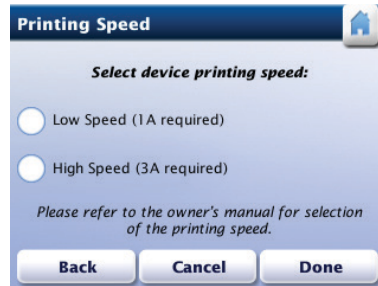 Printing Speed
Select device printing speed:
Low Speed (1A required)
High Speed (3A required)
Please refer to the owner's manual for selection
of the printing speed.
Back Cancel Done